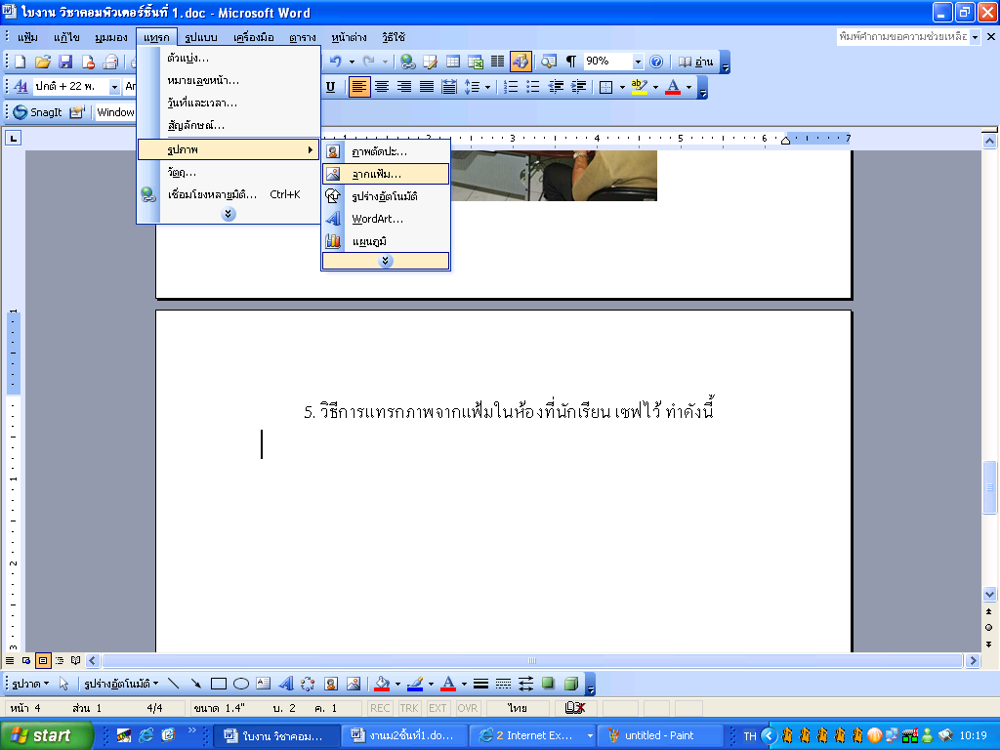 ใบงาน วิชาคอมพิวเตอร์ชิ้นที่ 1.doc - Microsoft Word
แฟ้ม แก้ไข มุมมอง แทรก รูปแบบ เครื่องมือ ตาราง หน้าต่าง วิธีใช้ พิมพ์คำถามขอความช่วยเหลือ
90% อ่าน
ปกติ + 22 พ. U
SnagIt Window
ตัวแบ่ง...
หมายเลขหน้า...
วันที่และเวลา...
สัญลักษณ์...
รูปภาพ
วัตถุ...
เชื่อมโยงหลายมิติ... Ctrl+K
ภาพตัดปะ...
จากแฟ้ม...
รูปร่างอัตโนมัติ
WordArt...
แผนภูมิ
1 2 3 4 5 6 7
5. วิธีการแทรกภาพจากแฟ้มในห้องที่นักเรียน เซฟไว้ ทำดังนี้
รูปวาด รูปร่างอัตโนมัติ
หน้า 4 ส่วน 1 4/4 ขนาด 1.4" บ. 2 ค. 1 REC TRK EXT OVR ไทย
start ใบงาน วิชาคอม... งานม2ชิ้นที่1.do... 2 Internet Ex... untitled - Paint TH 10:19